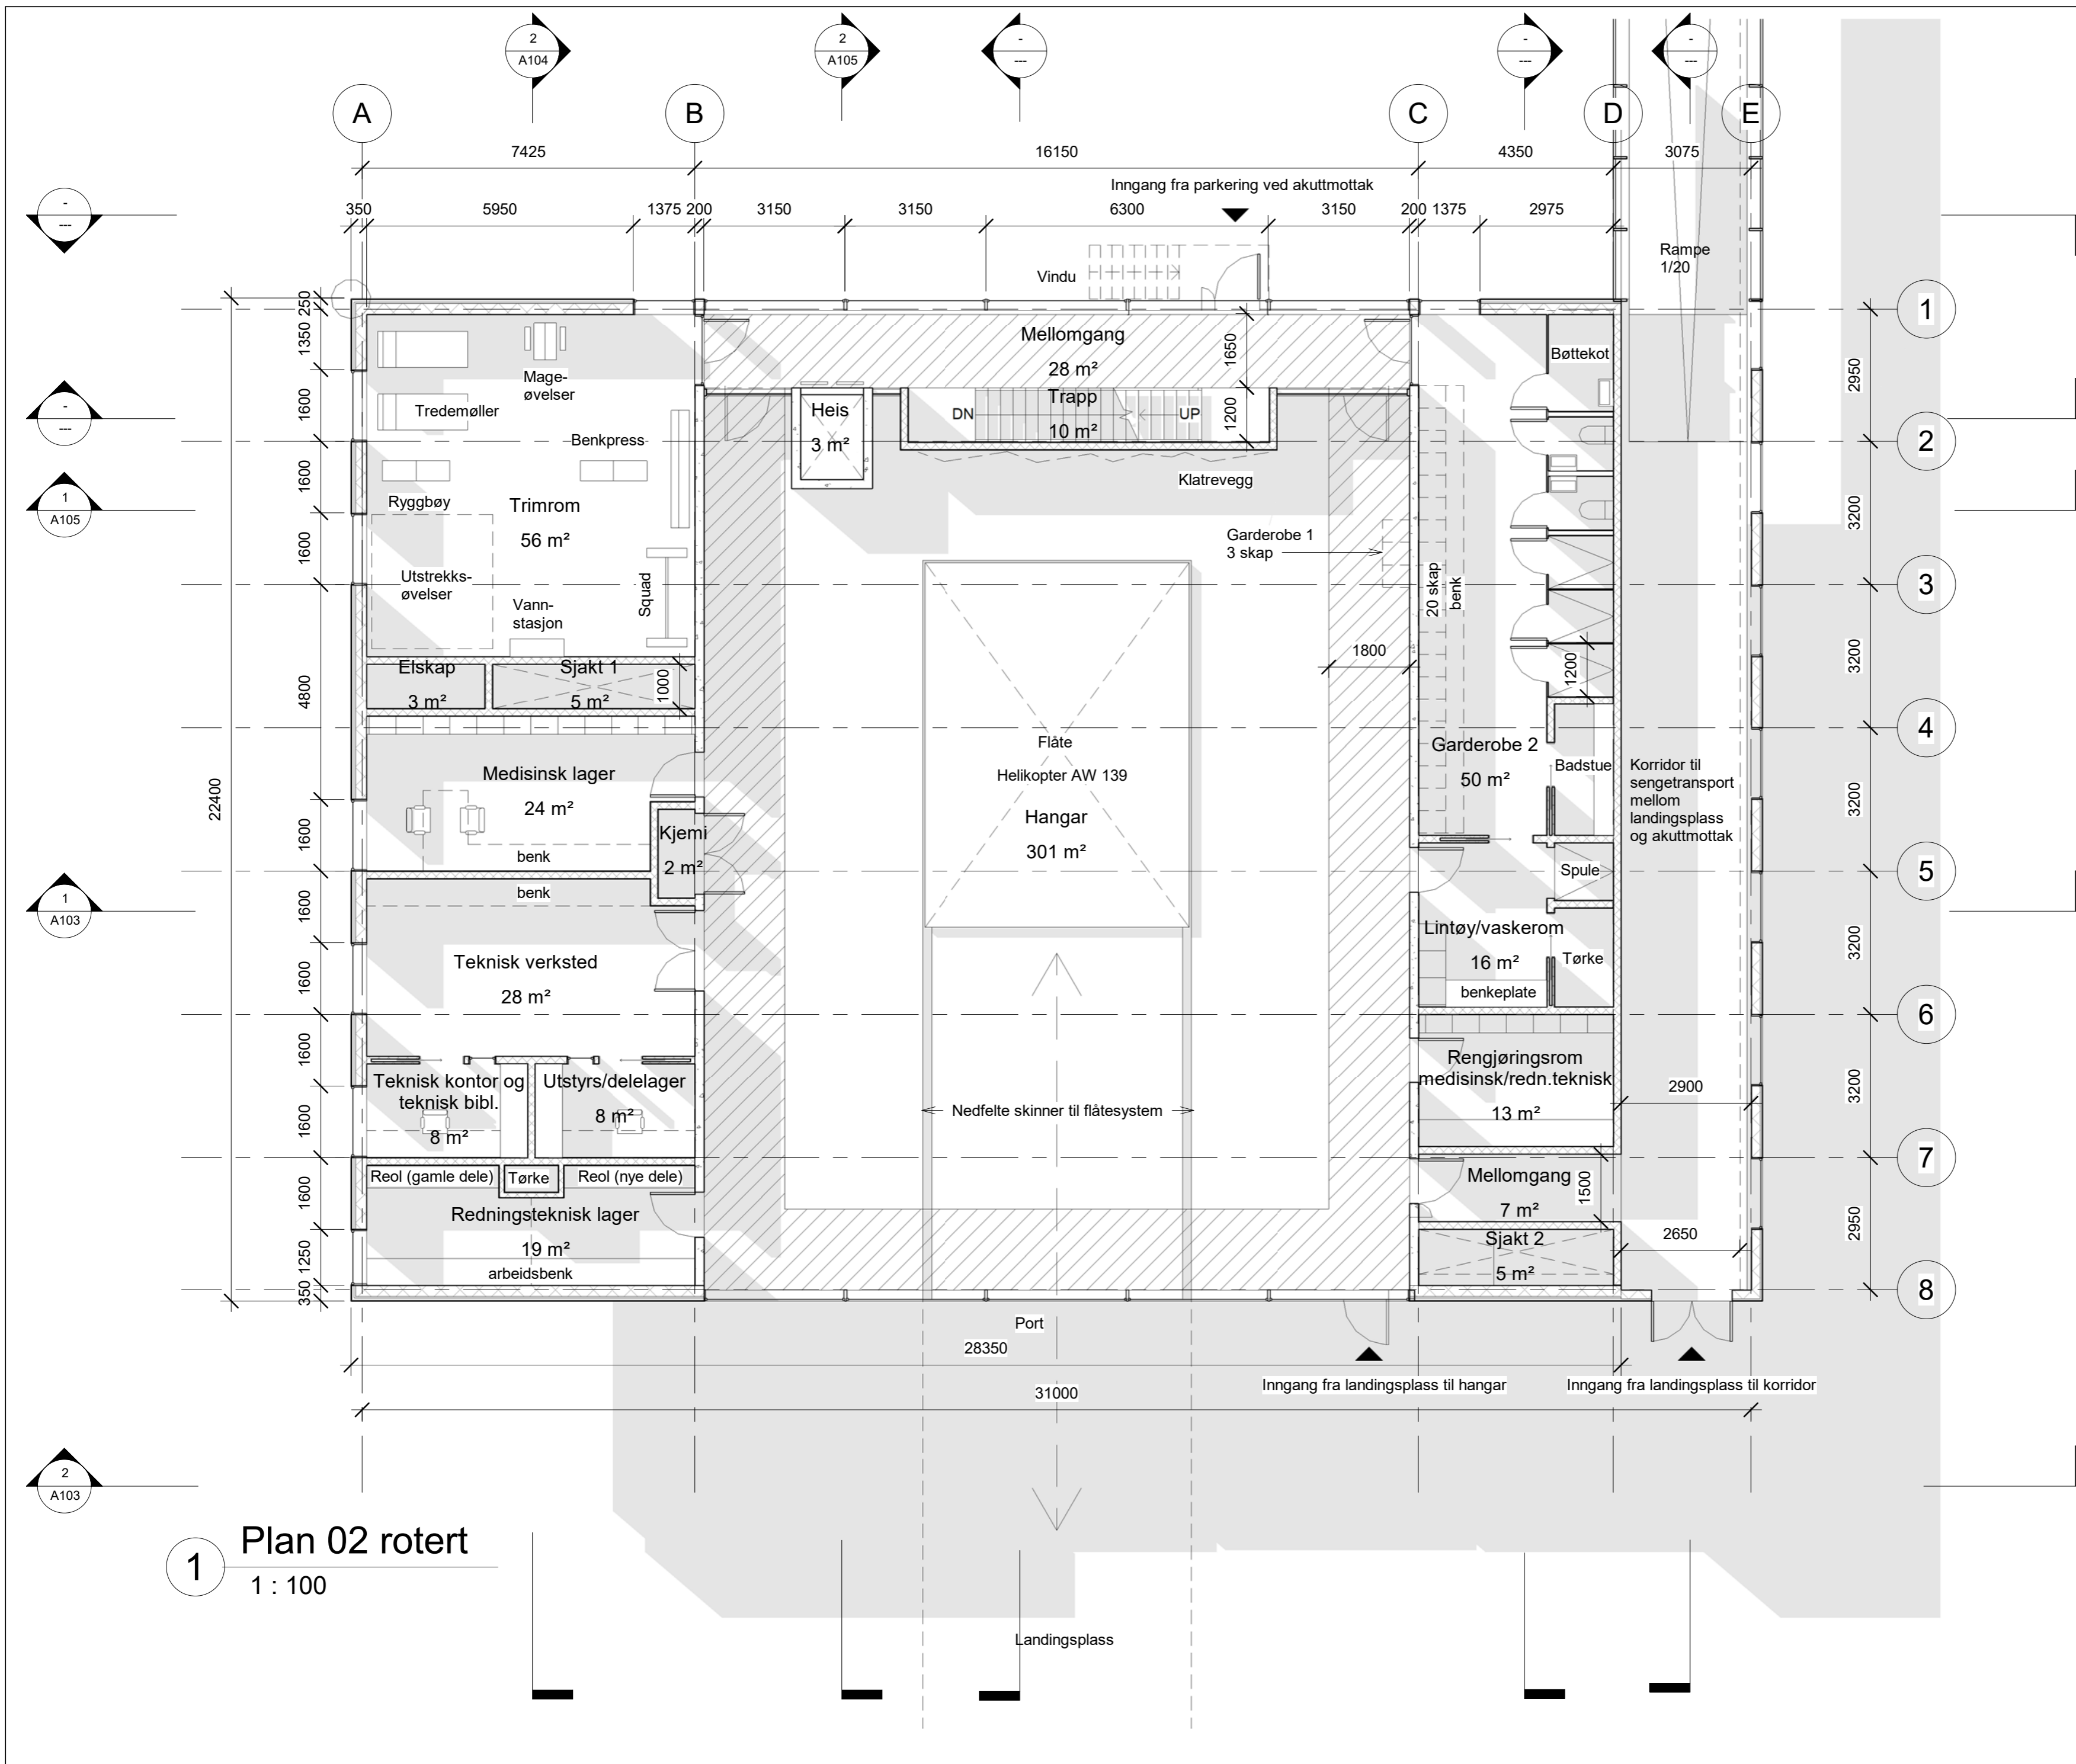 2
A104
2
A105
-
---
-
---
-
---
A
B
C
D
E
7425
16150
4350
3075
Inngang fra parkering ved akuttmottak
-
---
350
5950
1375
200
3150
3150
6300
3150
200
1375
2975
Rampe
1/20
Vindu
250
1
Mellomgang
28 m²
1650
Bøttekot
1350
Mage-
øvelser
Tredemøller
2950
-
---
1600
Heis
3 m²
DN
Trapp
10 m²
UP
1200
Benkpress
2
Klatrevegg
1600
Ryggbøy
Trimrom
56 m²
1
A105
3200
Garderobe 1
3 skap
1600
Utstrekks-
øvelser
Vann-
stasjon
Squad
20 skap
benk
3
Elskap
3 m²
Sjakt 1
5 m²
1000
1800
1200
3200
4800
4
Medisinsk lager
24 m²
benk
Flåte
Helikopter AW 139
Hangar
301 m²
Garderobe 2
50 m²
Badstue
Korridor til
sengetransport
mellom
landingsplass
og akuttmottak
3200
22400
1600
Kjemi
2 m²
Spule
5
1
A103
benk
1600
Lintøy/vaskerom
16 m²
benkeplate
Tørke
3200
Teknisk verksted
28 m²
1600
6
1600
Rengjøringsrom
medisinsk/redn.teknisk
13 m²
Teknisk kontor og
teknisk bibl.
8 m²
Utstyrs/delelager
8 m²
Nedfelte skinner til flåtesystem
2900
3200
1600
7
Reol (gamle dele)
Tørke
Reol (nye dele)
Mellomgang
7 m²
1500
1600
Redningsteknisk lager
19 m²
arbeidsbenk
Sjakt 2
5 m²
2650
2950
1250
350
8
Port
28350
Inngang fra landingsplass til hangar
Inngang fra landingsplass til korridor
31000
2
A103
1
Plan 02 rotert
1 : 100
Landingsplass